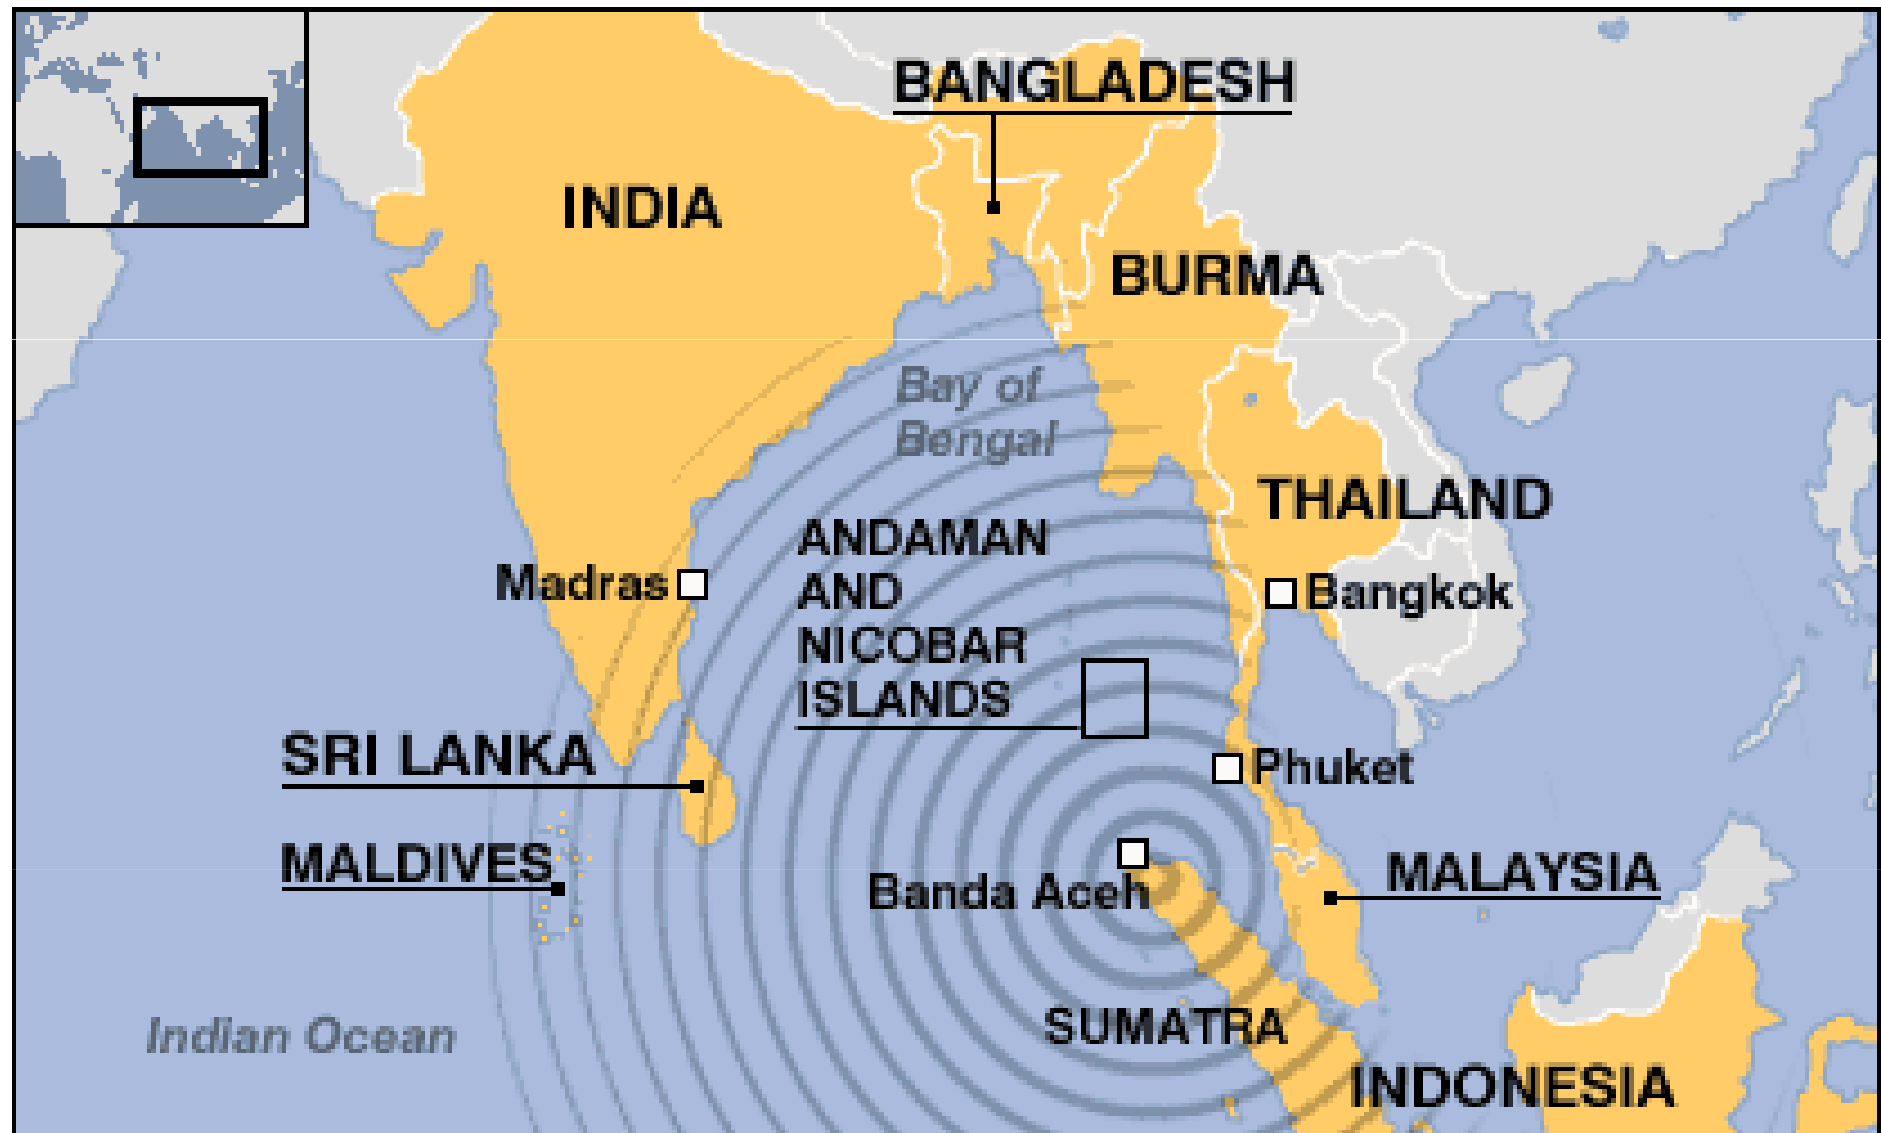 BANGLADESH
INDIA
BURMA
Bay of
Bengal
THAILAND
ANDAMAN
AND
NICOBAR
ISLANDS
Madras
Bangkok
SRI LANKA
Phuket
MALDIVES
Banda Aceh
MALAYSIA
SUMATRA
Indian Ocean
INDONESIA